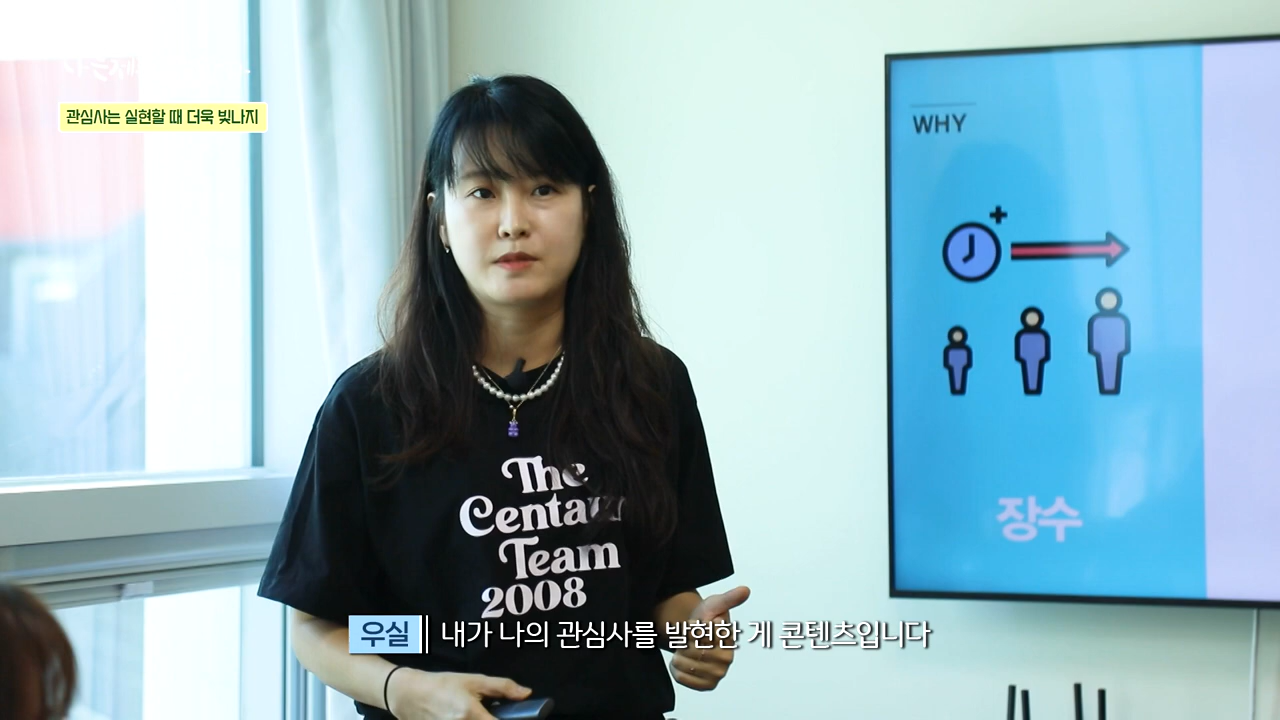 관심사는 실현할 때 더욱 빛나지
WHY
장수
The
Centaur
Team
2008
우실
내가 나의 관심사를 발현한 게 콘텐츠입니다